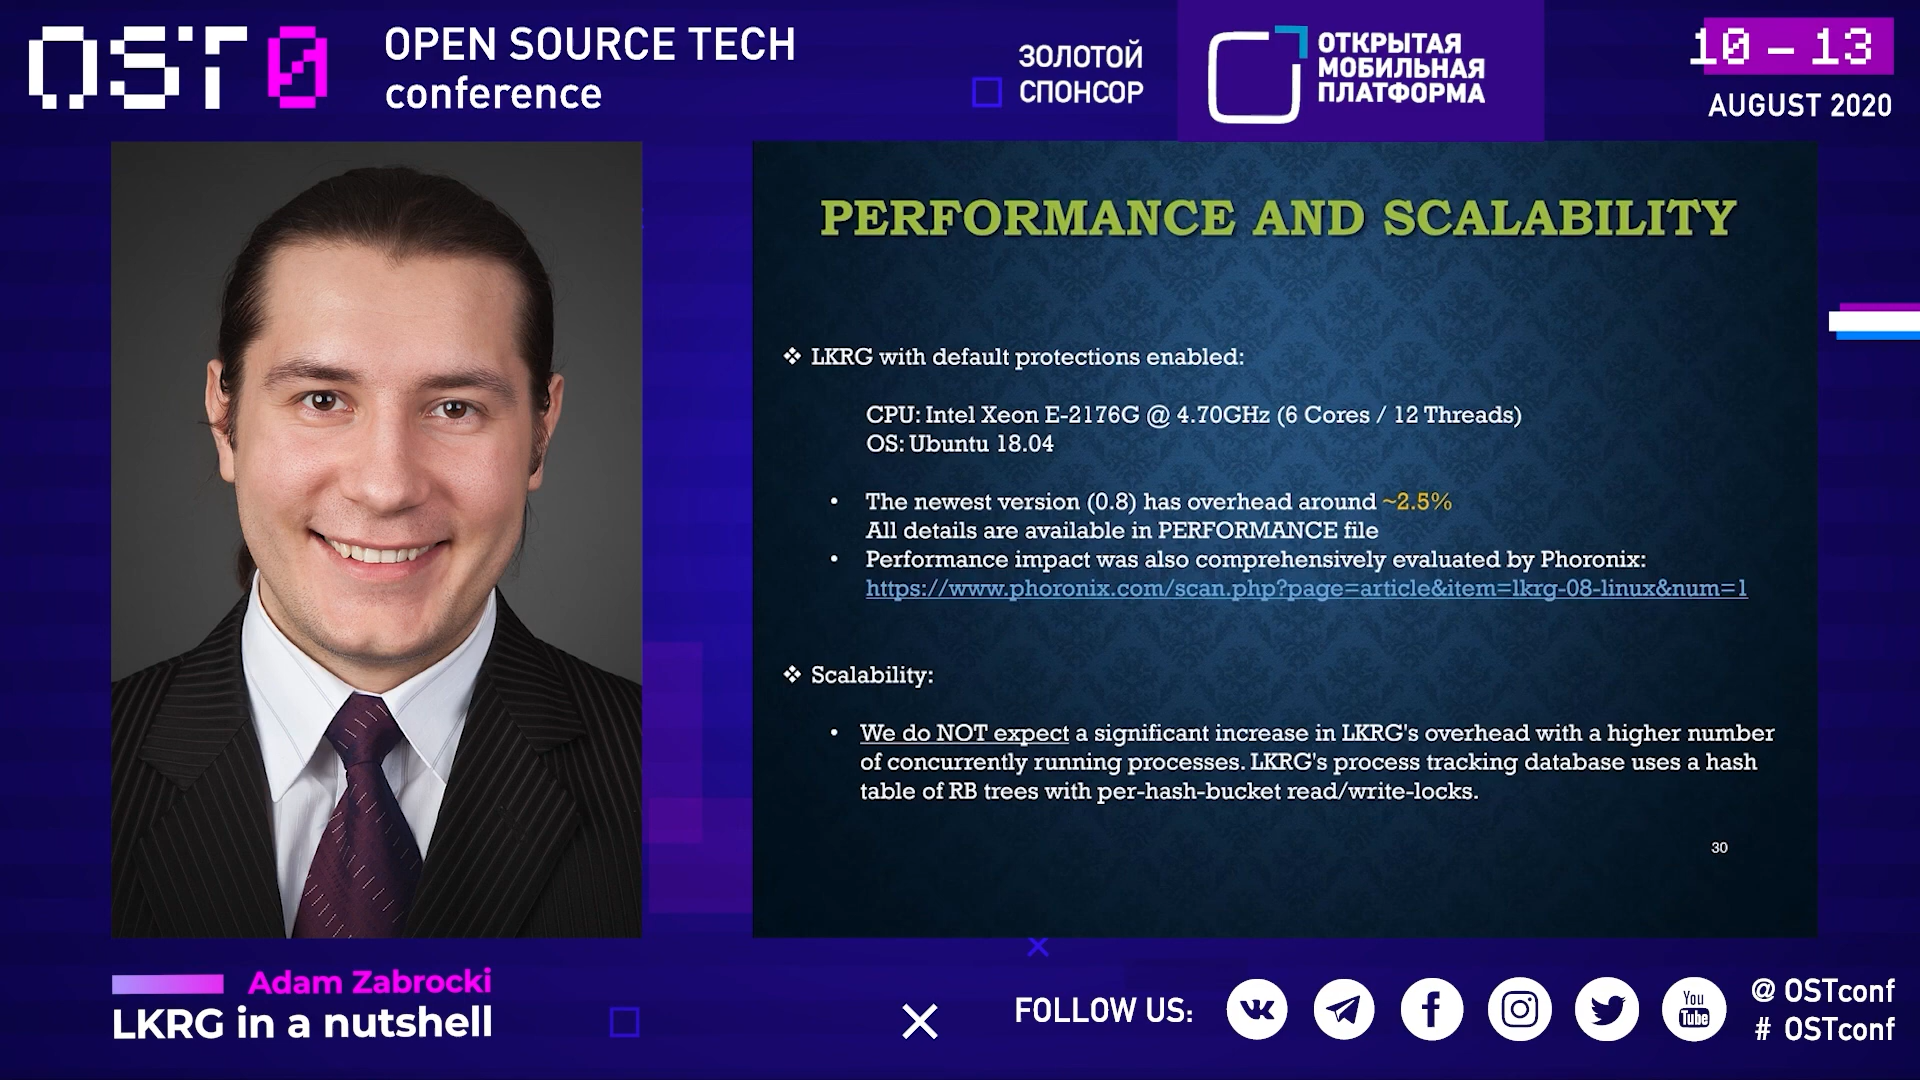 OST0
OPEN SOURCE TECH
conference
ЗОЛОТОЙ
СПОНСОР
ОТКРЫТАЯ
МОБИЛЬНАЯ
ПЛАТФОРМА
10 – 13
AUGUST 2020
PERFORMANCE AND SCALABILITY
❖ LKRG with default protections enabled:
CPU: Intel Xeon E-2176G @ 4.70GHz (6 Cores / 12 Threads)
OS: Ubuntu 18.04
• The newest version (0.8) has overhead around ~2.5%
All details are available in PERFORMANCE file
• Performance impact was also comprehensively evaluated by Phoronix:
https://www.phoronix.com/scan.php?page=article&item=lkrg-08-linux&num=1
❖ Scalability:
• We do NOT expect a significant increase in LKRG's overhead with a higher number
of concurrently running processes. LKRG's process tracking database uses a hash
table of RB trees with per-hash-bucket read/write-locks.
30
Adam Zabrocki
LKRG in a nutshell
FOLLOW US:
You
Tube
@ OSTconf
# OSTconf